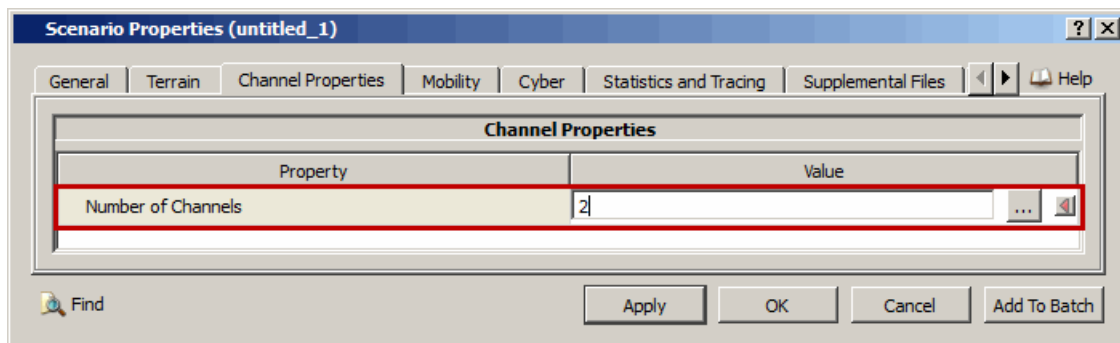 Scenario Properties (untitled_1)
General Terrain Channel Properties Mobility Cyber Statistics and Tracing Supplemental Files Help
Channel Properties
Property Value
Number of Channels 2 ...
Find Apply OK Cancel Add To Batch